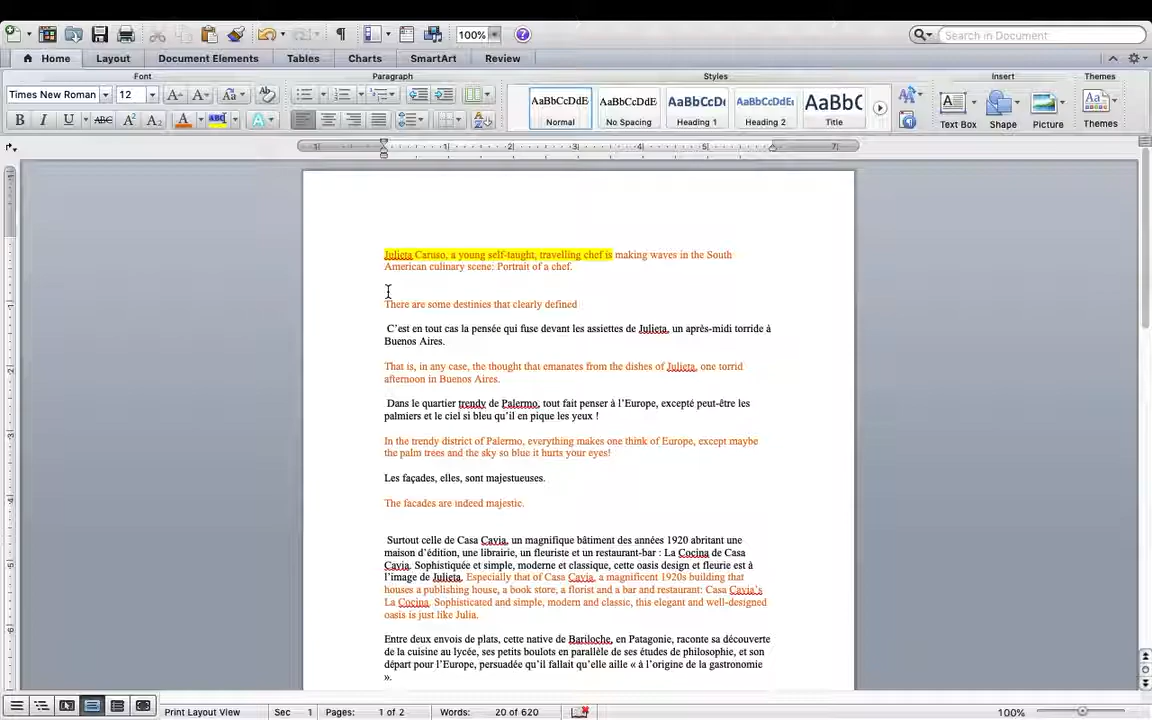 100%
Search in Document
Home Layout Document Elements Tables Charts SmartArt Review
Font Paragraph Styles Insert Themes
Times New Roman 12
AaBbCcDdE AaBbCcDdE AaBbCcDc AaBbCcDdEe AaBbC
Normal No Spacing Heading 1 Heading 2 Title
Text Box Shape Picture Themes
Julieta Caruso, a young self-taught, travelling chef is making waves in the South
American culinary scene: Portrait of a chef.
There are some destinies that clearly defined
C’est en tout cas la pensée qui fuse devant les assiettes de Julieta, un après-midi torride à
Buenos Aires.
That is, in any case, the thought that emanates from the dishes of Julieta, one torrid
afternoon in Buenos Aires.
Dans le quartier trendy de Palermo, tout fait penser à l’Europe, excepté peut-être les
palmiers et le ciel si bleu qu’il en pique les yeux !
In the trendy district of Palermo, everything makes one think of Europe, except maybe
the palm trees and the sky so blue it hurts your eyes!
Les façades, elles, sont majestueuses.
The facades are indeed majestic.
Surtout celle de Casa Cavia, un magnifique bâtiment des années 1920 abritant une
maison d’édition, une librairie, un fleuriste et un restaurant-bar : La Cocina de Casa
Cavia. Sophistiquée et simple, moderne et classique, cette oasis design et fleurie est à
l’image de Julieta. Especially that of Casa Cavia, a magnificent 1920s building that
houses a publishing house, a book store, a florist and a bar and restaurant: Casa Cavia’s
La Cocina. Sophisticated and simple, modern and classic, this elegant and well-designed
oasis is just like Julia.
Entre deux envois de plats, cette native de Bariloche, en Patagonie, raconte sa découverte
de la cuisine au lycée, ses petits boulots en parallèle de ses études de philosophie, et son
départ pour l’Europe, persuadée qu’il fallait qu’elle aille « à l’origine de la gastronomie
».
Print Layout View Sec 1 Pages: 1 of 2 Words: 20 of 620 100%